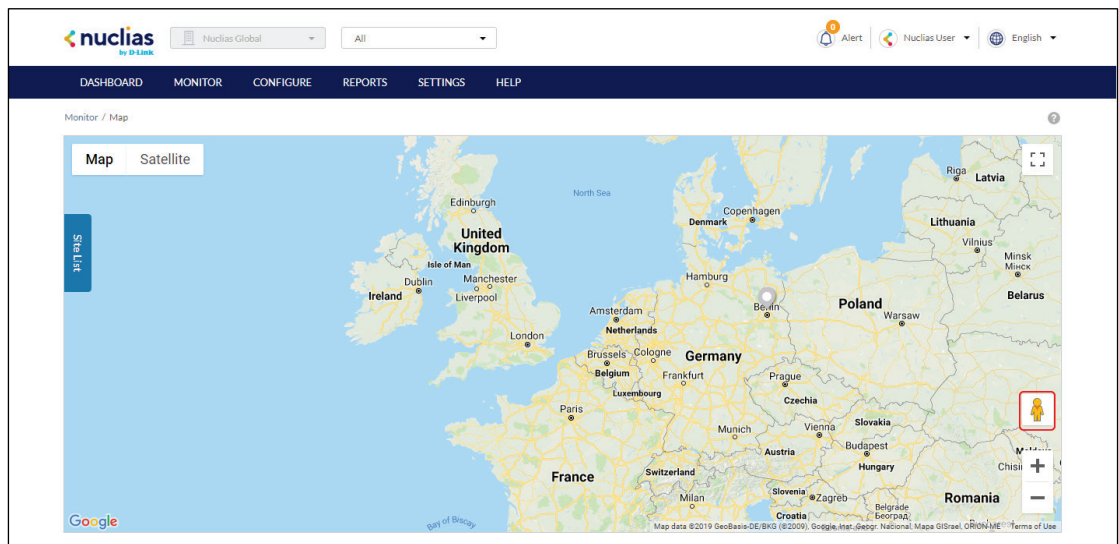 nuclias
by D-Link
Nuclias Global
All
0
Alert
Nuclias User
English
DASHBOARD MONITOR CONFIGURE REPORTS SETTINGS HELP
Monitor / Map
?
Map Satellite
Site List
North Sea
Riga
Latvia
Edinburgh
Copenhagen
Denmark
Lithuania
United
Kingdom
Vilnius
Minsk
Мінск
Isle of Man
Dublin
Manchester
Hamburg
Ireland
Liverpool
Belarus
Berlin
Poland
Warsaw
Amsterdam
Netherlands
London
Brussels
Cologne
Germany
Belgium
Frankfurt
Prague
Luxembourg
Czechia
Paris
Munich
Vienna
Slovakia
Budapest
Austria
Hungary
France
Switzerland
Milan
Slovenia
Zagreb
Romania
Belgrade
Београд
Croatia
Google
Bay of Biscay
Map data ©2019 GeoBasis-DE/BKG (©2009), Google, Inst. Geogr. Nacional, Mapa GISrael, ORION-ME
Terms of Use